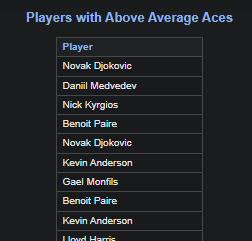 Players with Above Average Aces
Player
Novak Djokovic
Daniil Medvedev
Nick Kyrgios
Benoit Paire
Novak Djokovic
Kevin Anderson
Gael Monfils
Benoit Paire
Kevin Anderson
Lloyd Harris